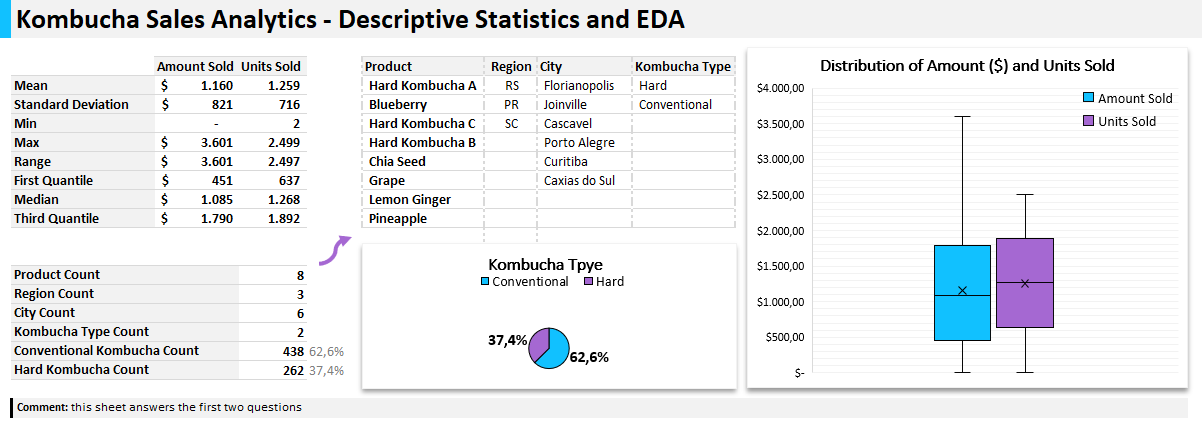 Kombucha Sales Analytics - Descriptive Statistics and EDA
Amount Sold Units Sold
Mean $ 1.160 1.259
Standard Deviation $ 821 716
Min - 2
Max $ 3.601 2.499
Range $ 3.601 2.497
First Quantile $ 451 637
Median $ 1.085 1.268
Third Quantile $ 1.790 1.892
Product Count 8
Region Count 3
City Count 6
Kombucha Type Count 2
Conventional Kombucha Count 438 62,6%
Hard Kombucha Count 262 37,4%
Product Region City Kombucha Type
Hard Kombucha A RS Florianopolis Hard
Blueberry PR Joinville Conventional
Hard Kombucha C SC Cascavel
Hard Kombucha B Porto Alegre
Chia Seed Curitiba
Grape Caxias do Sul
Lemon Ginger
Pineapple
Kombucha Tpye
Conventional Hard
37,4%
62,6%
Distribution of Amount ($) and Units Sold
Amount Sold
Units Sold
$4.000,00
$3.500,00
$3.000,00
$2.500,00
$2.000,00
$1.500,00
$1.000,00
$500,00
$-
Comment: this sheet answers the first two questions